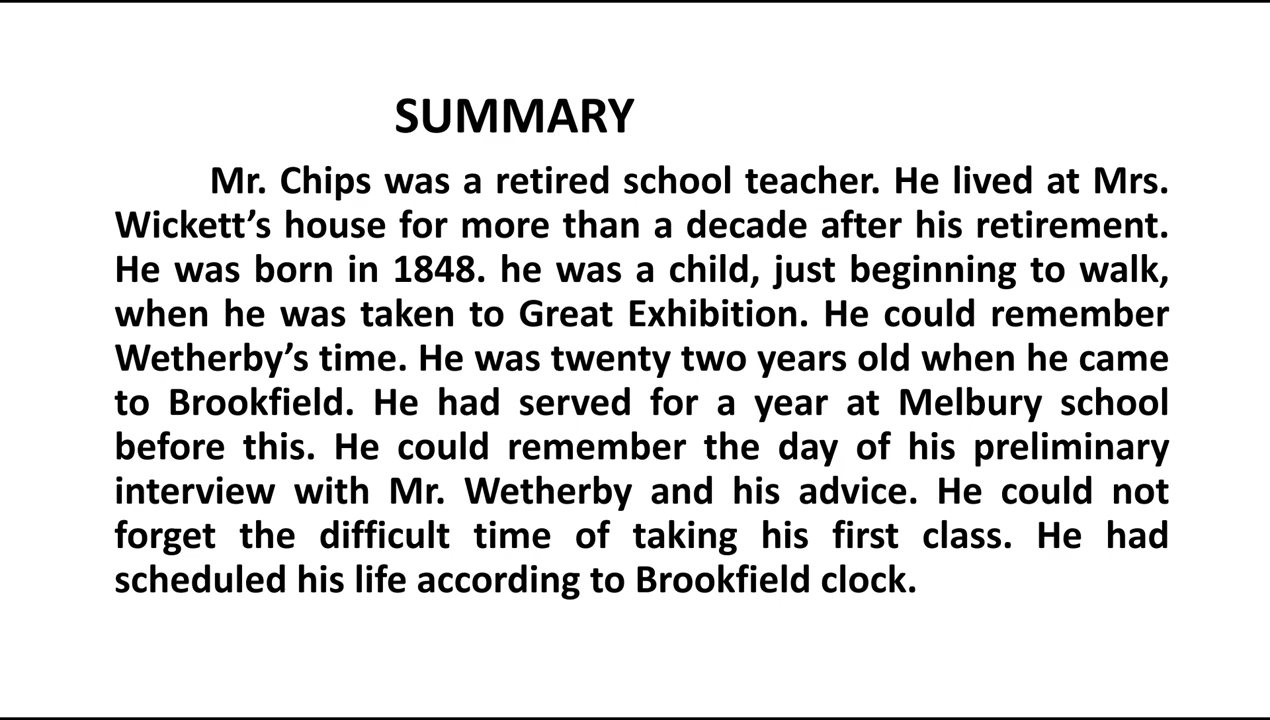 SUMMARY
Mr. Chips was a retired school teacher. He lived at Mrs.
Wickett’s house for more than a decade after his retirement.
He was born in 1848. he was a child, just beginning to walk,
when he was taken to Great Exhibition. He could remember
Wetherby’s time. He was twenty two years old when he came
to Brookfield. He had served for a year at Melbury school
before this. He could remember the day of his preliminary
interview with Mr. Wetherby and his advice. He could not
forget the difficult time of taking his first class. He had
scheduled his life according to Brookfield clock.